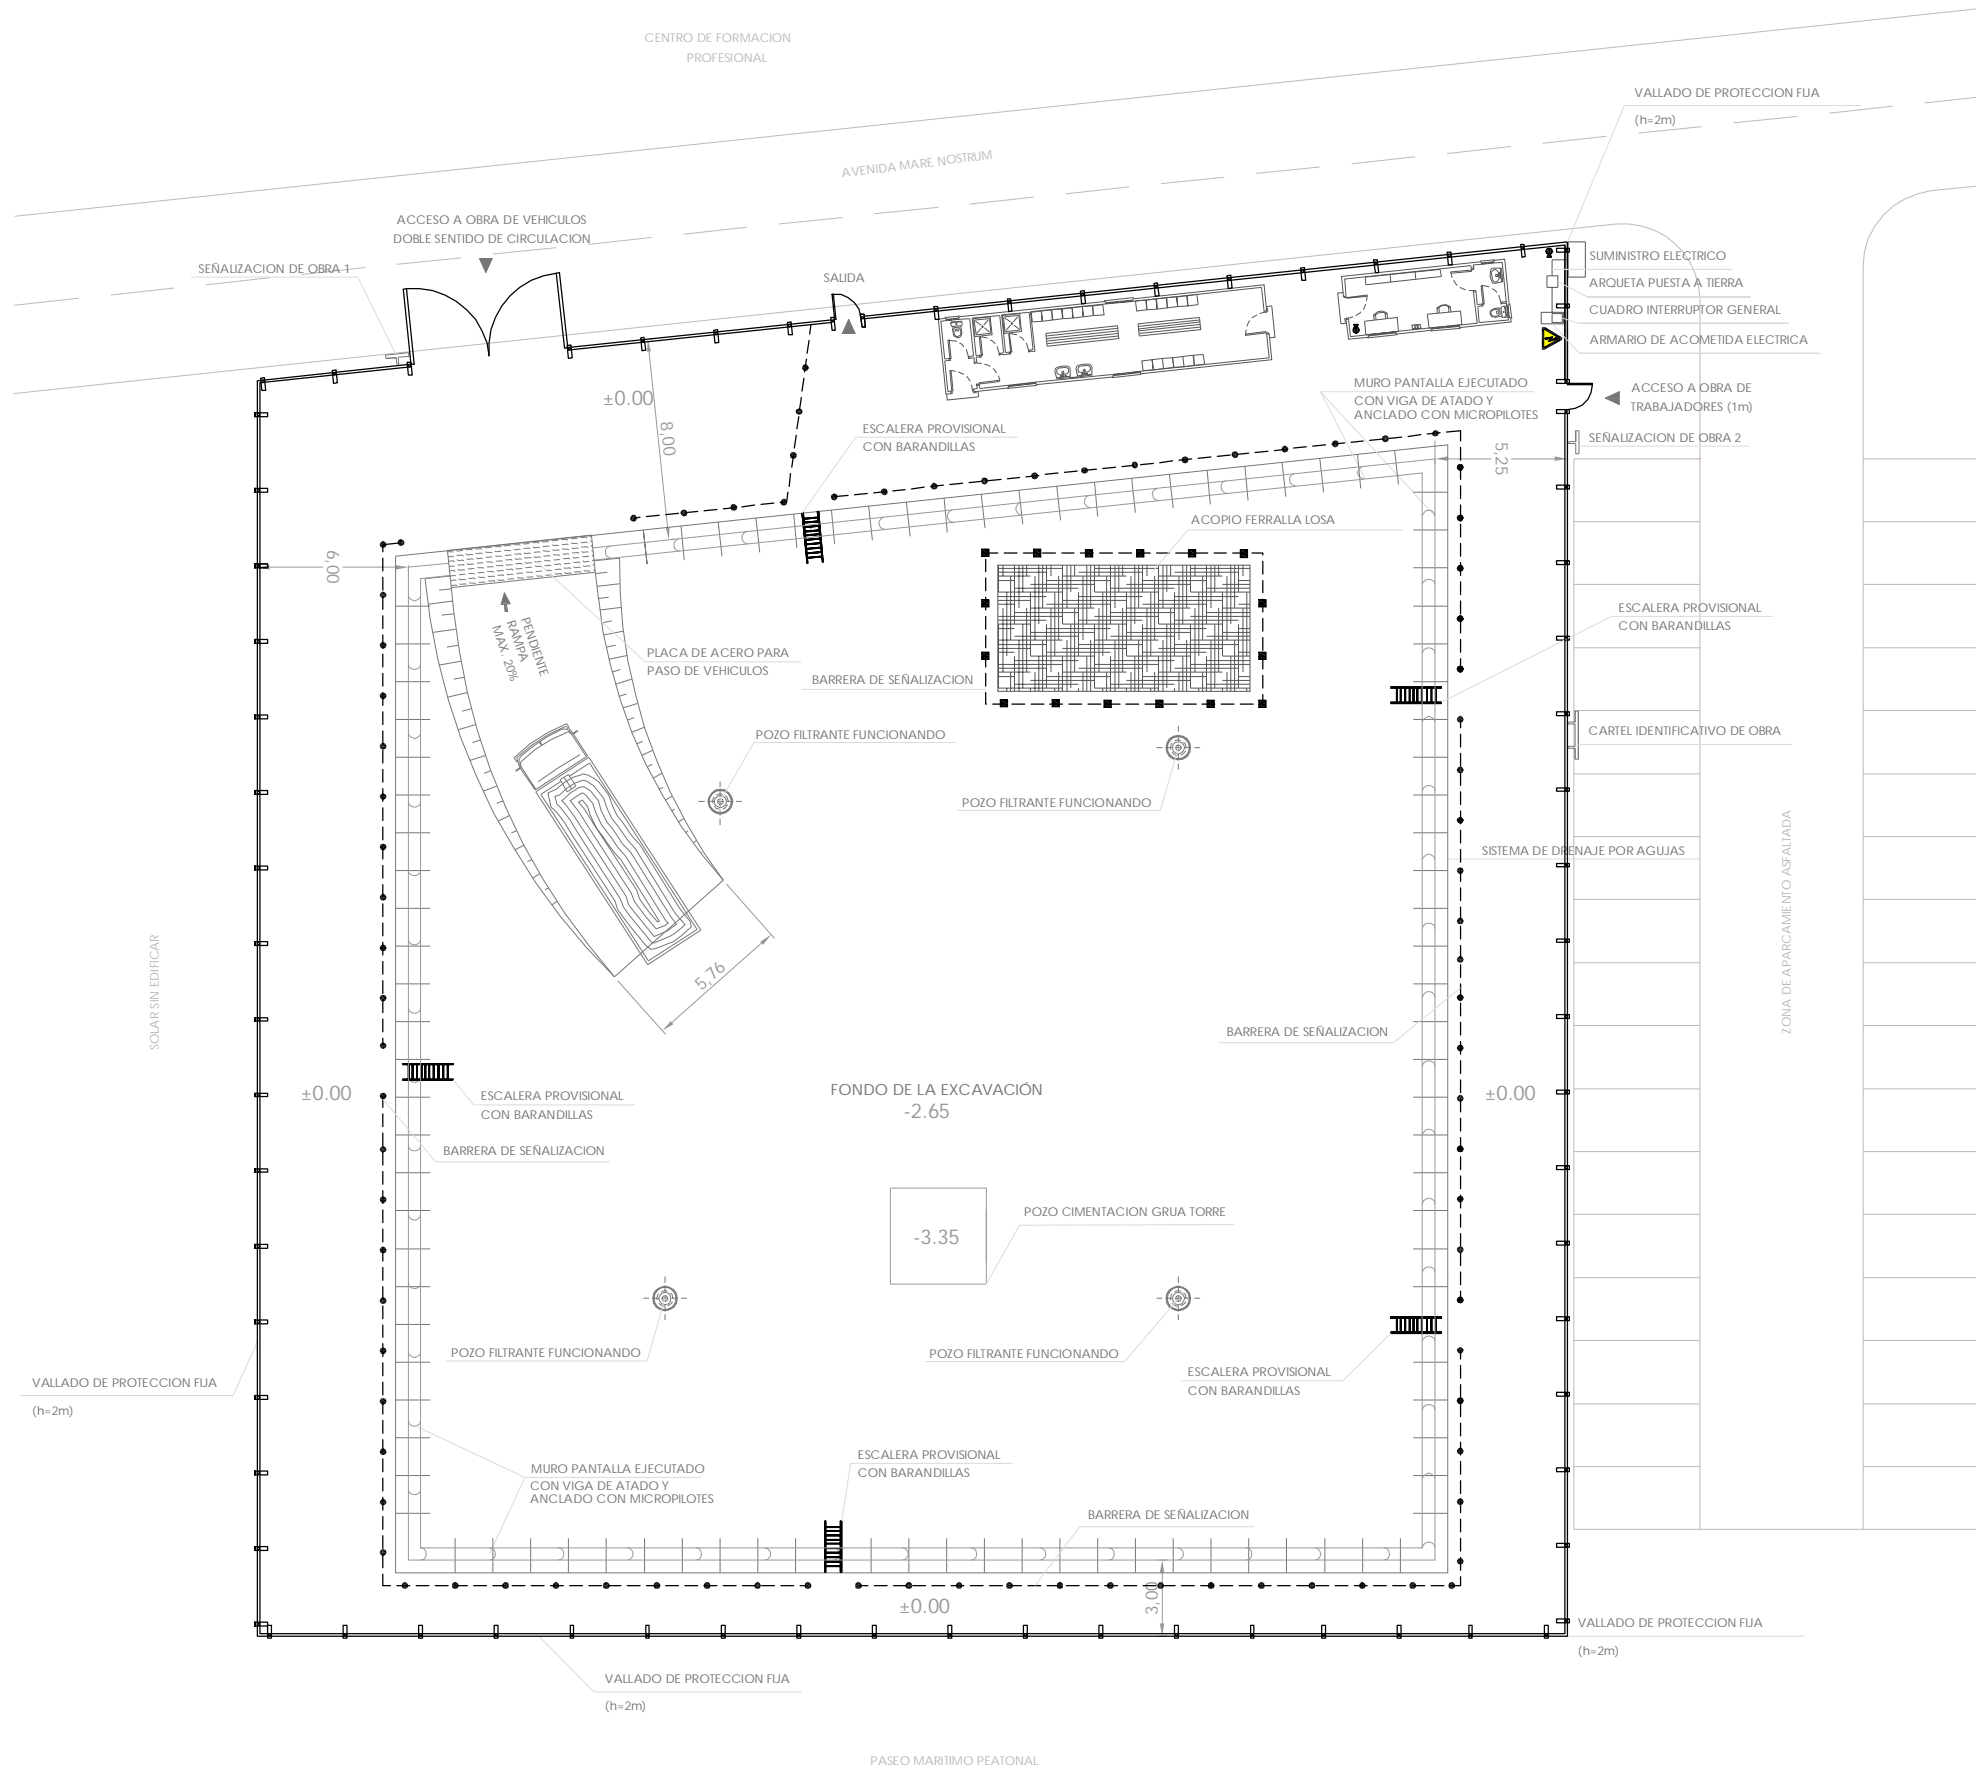 CENTRO DE FORMACION
PROFESIONAL
VALLADO DE PROTECCION FIJA
(h=2m)
AVENIDA MARE NOSTRUM
ACCESO A OBRA DE VEHICULOS
DOBLE SENTIDO DE CIRCULACION
SEÑALIZACION DE OBRA 1
SALIDA
SUMINISTRO ELECTRICO
ARQUETA PUESTA A TIERRA
CUADRO INTERRUPTOR GENERAL
ARMARIO DE ACOMETIDA ELECTRICA
±0.00
8,00
MURO PANTALLA EJECUTADO
CON VIGA DE ATADO Y
ANCLADO CON MICROPILOTES
ACCESO A OBRA DE
TRABAJADORES (1m)
ESCALERA PROVISIONAL
CON BARANDILLAS
SEÑALIZACION DE OBRA 2
5,25
ACOPIO FERRALLA LOSA
6,00
PENDIENTE
RAMPA
MAX. 20%
ESCALERA PROVISIONAL
CON BARANDILLAS
PLACA DE ACERO PARA
PASO DE VEHICULOS
BARRERA DE SEÑALIZACION
POZO FILTRANTE FUNCIONANDO
CARTEL IDENTIFICATIVO DE OBRA
POZO FILTRANTE FUNCIONANDO
SISTEMA DE DRENAJE POR AGUJAS
ZONA DE APARCAMIENTO ASFALTADA
SOLAR SIN EDIFICAR
5,76
BARRERA DE SEÑALIZACION
±0.00
ESCALERA PROVISIONAL
CON BARANDILLAS
FONDO DE LA EXCAVACIÓN
-2.65
±0.00
BARRERA DE SEÑALIZACION
POZO CIMENTACION GRUA TORRE
-3.35
POZO FILTRANTE FUNCIONANDO
POZO FILTRANTE FUNCIONANDO
ESCALERA PROVISIONAL
CON BARANDILLAS
VALLADO DE PROTECCION FIJA
(h=2m)
MURO PANTALLA EJECUTADO
CON VIGA DE ATADO Y
ANCLADO CON MICROPILOTES
ESCALERA PROVISIONAL
CON BARANDILLAS
BARRERA DE SEÑALIZACION
±0.00
3,00
VALLADO DE PROTECCION FIJA
(h=2m)
VALLADO DE PROTECCION FIJA
(h=2m)
PASEO MARITIMO PEATONAL